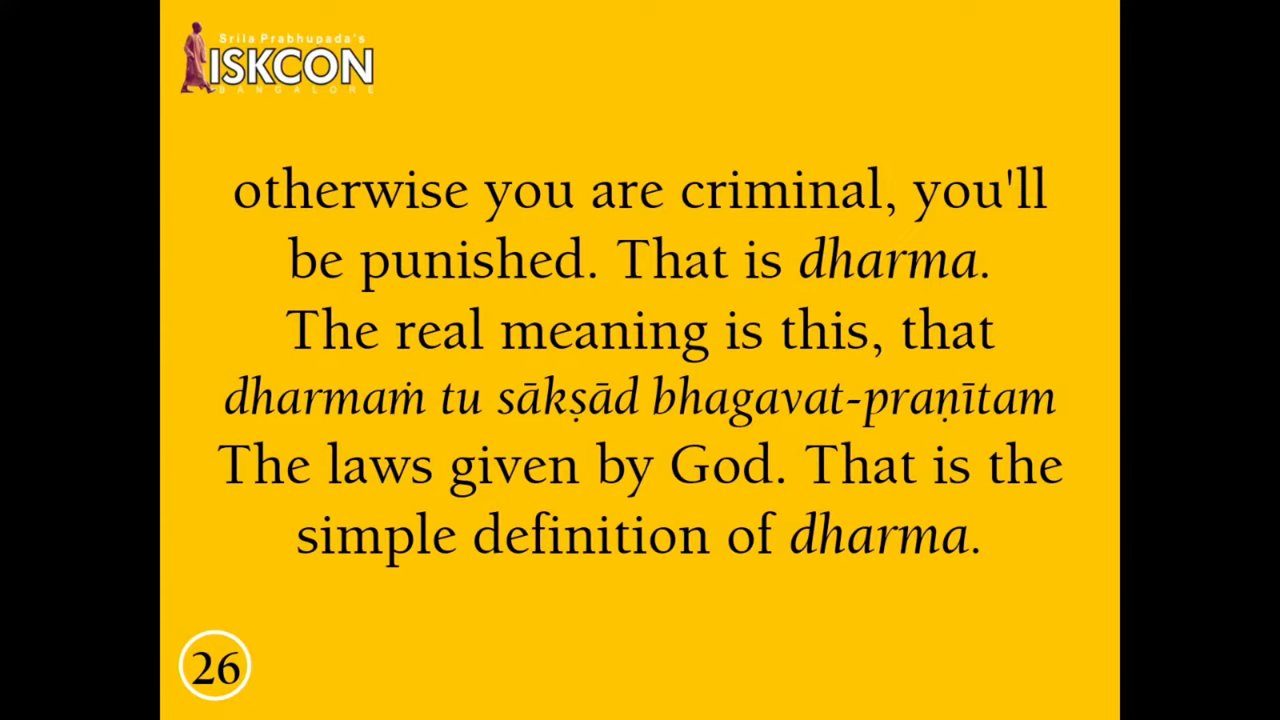 Srila Prabhupada's
ISKCON
BANGALORE
otherwise you are criminal, you'll
be punished. That is dharma.
The real meaning is this, that
dharmaṁ tu sākṣād bhagavat-praṇītam
The laws given by God. That is the
simple definition of dharma.
26